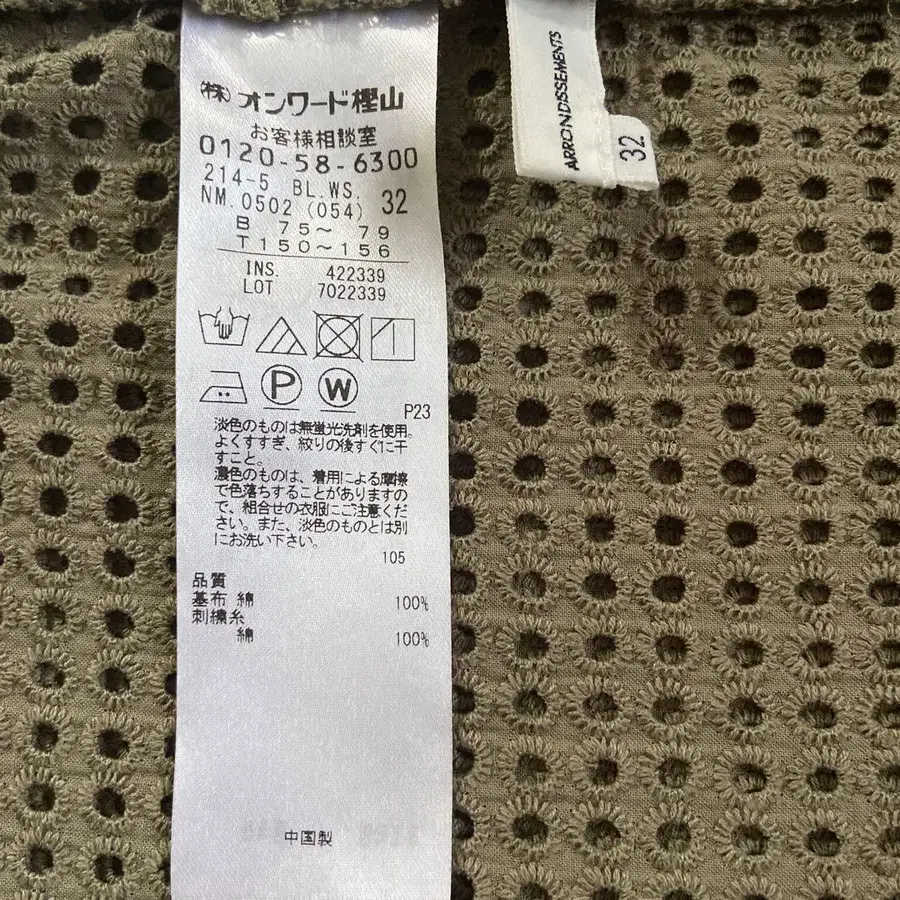 (株)オンワード樫山
お客様相談室
0120-58-6300
214-5 BL.WS.
NM.0502 (054) 32
B 75～ 79
T150～156
INS. 422339
LOT 7022339
P
W
P23
淡色のものは無蛍光洗剤を使用。
よくすすぎ、絞りの後すぐに干
すこと。
濃色のものは、着用による摩擦
で色落ちすることがありますの
で、組合せの衣服にご注意くだ
さい。また、淡色のものとは別
にお洗い下さい。
105
品質
基布 綿 100%
刺繍糸
綿 100%
中国製
ARRONDISSEMENTS
32